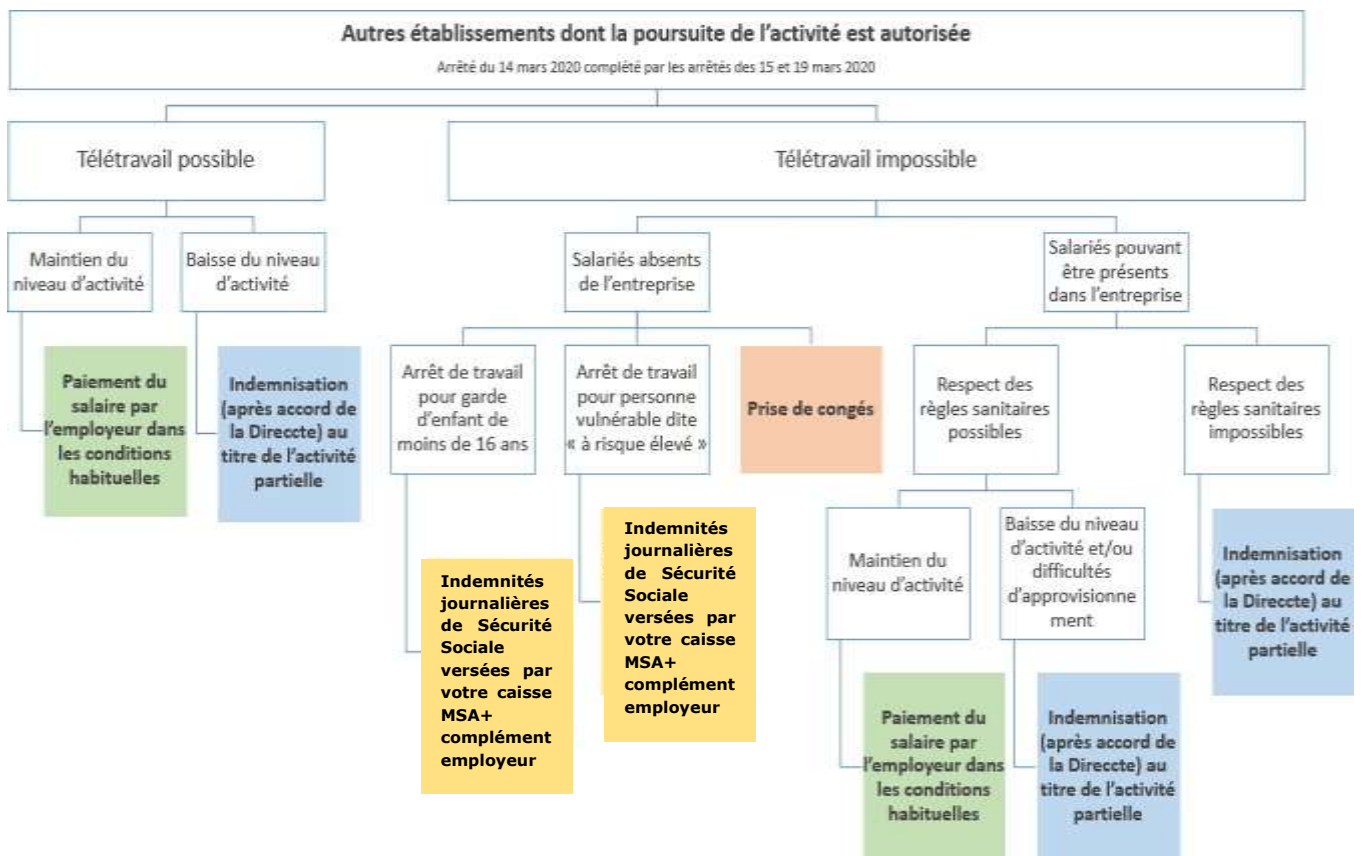 Autres établissements dont la poursuite de l'activité est autorisée
Arrêté du 14 mars 2020 complété par les arrêtés des 15 et 19 mars 2020
Télétravail possible
Télétravail impossible
Maintien du
niveau d'activité
Baisse du niveau
d'activité
Salariés absents
de l'entreprise
Salariés pouvant
être présents
dans l'entreprise
Paiement du
salaire par
l'employeur dans
les conditions
habituelles
Indemnisation
(après accord de
la Direccte) au
titre de l'activité
partielle
Arrêt de travail
pour garde
d'enfant de
moins de 16 ans
Arrêt de travail
pour personne
vulnérable dîte
« à risque élevé »
Prise de congés
Respect des
règles sanitaires
possibles
Respect des
règles sanitaires
impossibles
Indemnités
journalières
de Sécurité
Sociale
versées par
votre caisse
MSA+
complément
employeur
Indemnités
journalières
de Sécurité
Sociale
versées par
votre caisse
MSA+
complément
employeur
Maintien du
niveau d'activité
Baisse du niveau
d'activité et/ou
difficultés
d'approvisionne
ment
Indemnisation
(après accord de
la Direccte) au
titre de l'activité
partielle
Paiement du
salaire par
l'employeur dans
les conditions
habituelles
Indemnisation
(après accord de
la Direccte) au
titre de l'activité
partielle